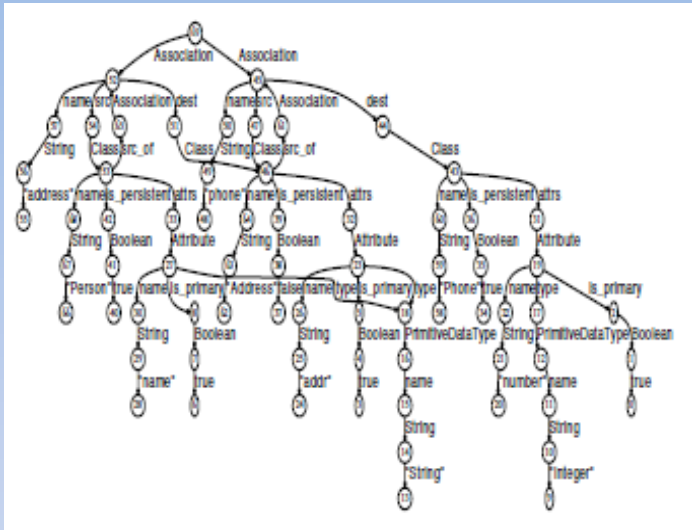 Association Association
name src Association dest name src Association dest
String Class src_of Class String Class src_of Class
"address" name is_persistent attrs "phone" name is_persistent attrs name is_persistent attrs
String Boolean Attribute String Boolean Attribute String Boolean Attribute
"Person" true name is_primary "Address" false name type is_primary type "Phone" true name type is_primary
String Boolean String Boolean PrimitiveDataType String PrimitiveDataType Boolean
"name" true "addr" true name "number" name true
String String
"String" "Integer"